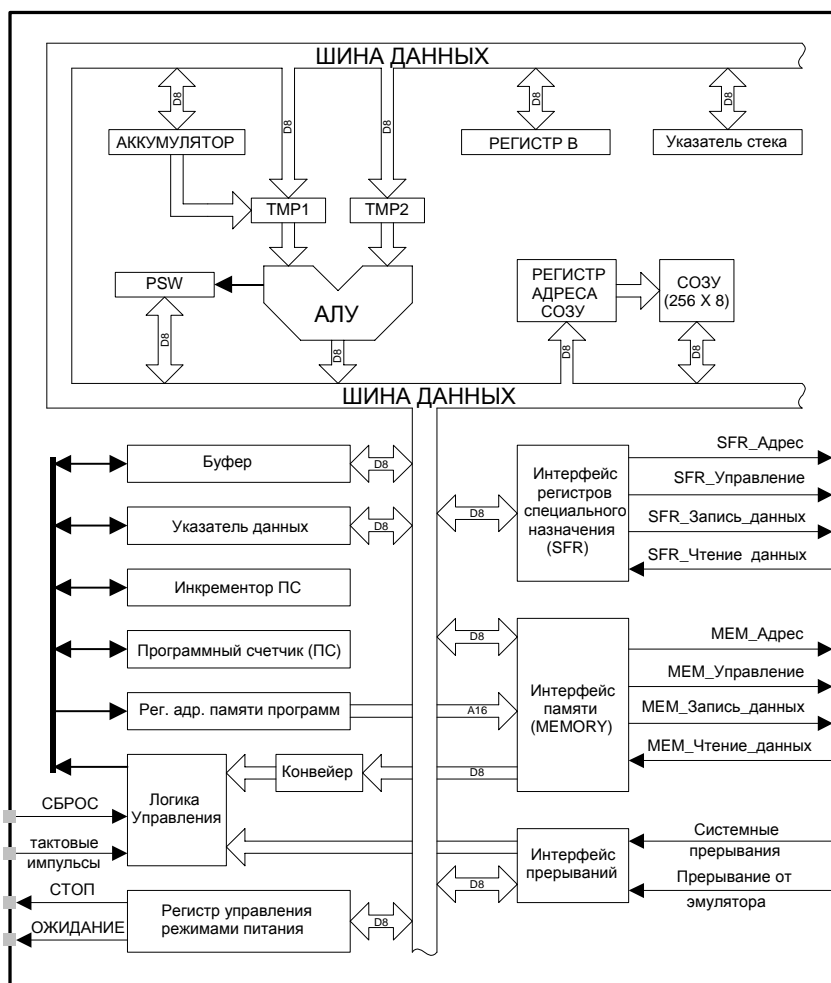 ШИНА ДАННЫХ
D8
D8
D8
D8
D8
АККУМУЛЯТОР
РЕГИСТР В
Указатель стека
TMP1
TMP2
PSW
АЛУ
РЕГИСТР
АДРЕСА
СОЗУ
СОЗУ
(256 X 8)
D8
D8
D8
D8
ШИНА ДАННЫХ
Буфер
D8
Указатель данных
D8
Инкрементор ПС
Программный счетчик (ПС)
Рег. адр. памяти программ
A16
Логика
Управления
Конвейер
D8
СБРОС
тактовые
импульсы
СТОП
ОЖИДАНИЕ
Регистр управления
режимами питания
D8
D8
Интерфейс
регистров
специального
назначения
(SFR)
SFR_Адрес
SFR_Управление
SFR_Запись_данных
SFR_Чтение данных
D8
Интерфейс
памяти
(MEMORY)
MEM_Адрес
MEM_Управление
MEM_Запись_данных
MEM_Чтение_данных
D8
Интерфейс
прерываний
Системные
прерывания
Прерывание от
эмулятора